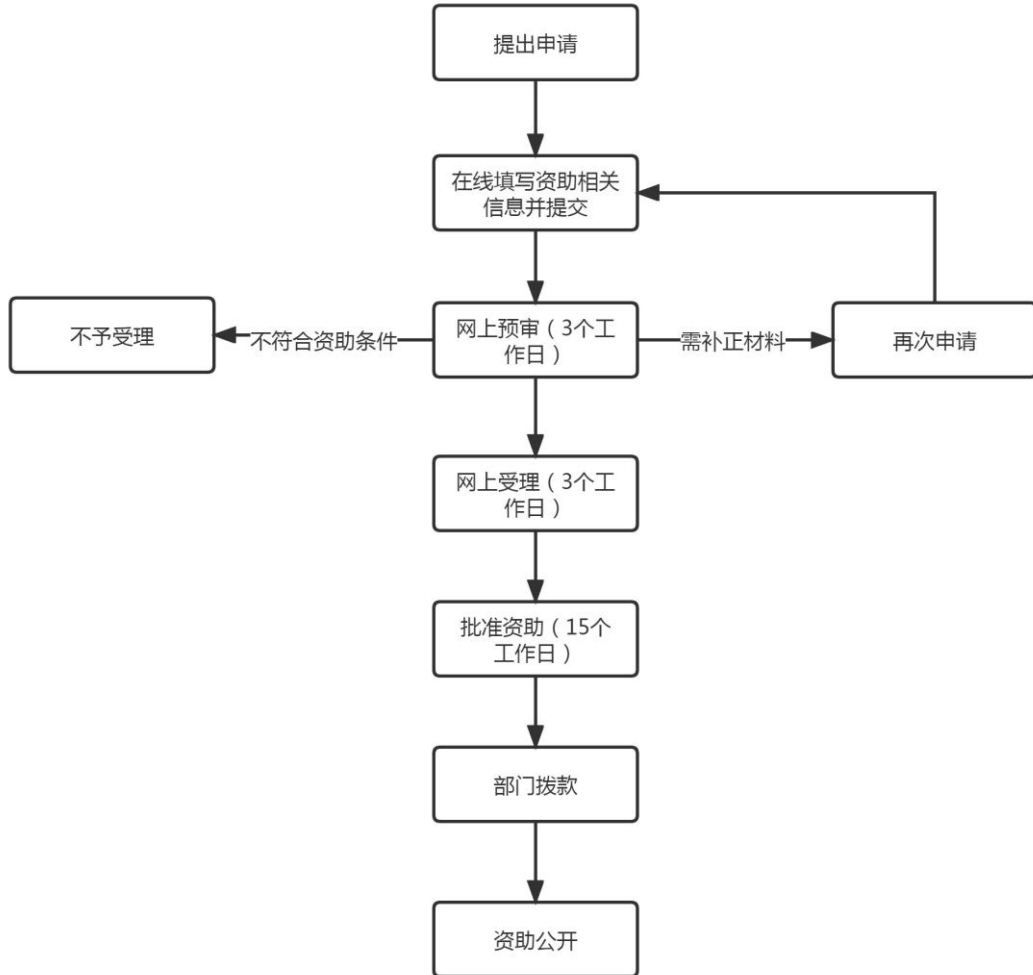 提出申请
在线填写资助相关
信息并提交
不予受理
不符合资助条件
网上预审（3个工
作日）
需补正材料
再次申请
网上受理（3个工
作日）
批准资助（15个
工作日）
部门拨款
资助公开